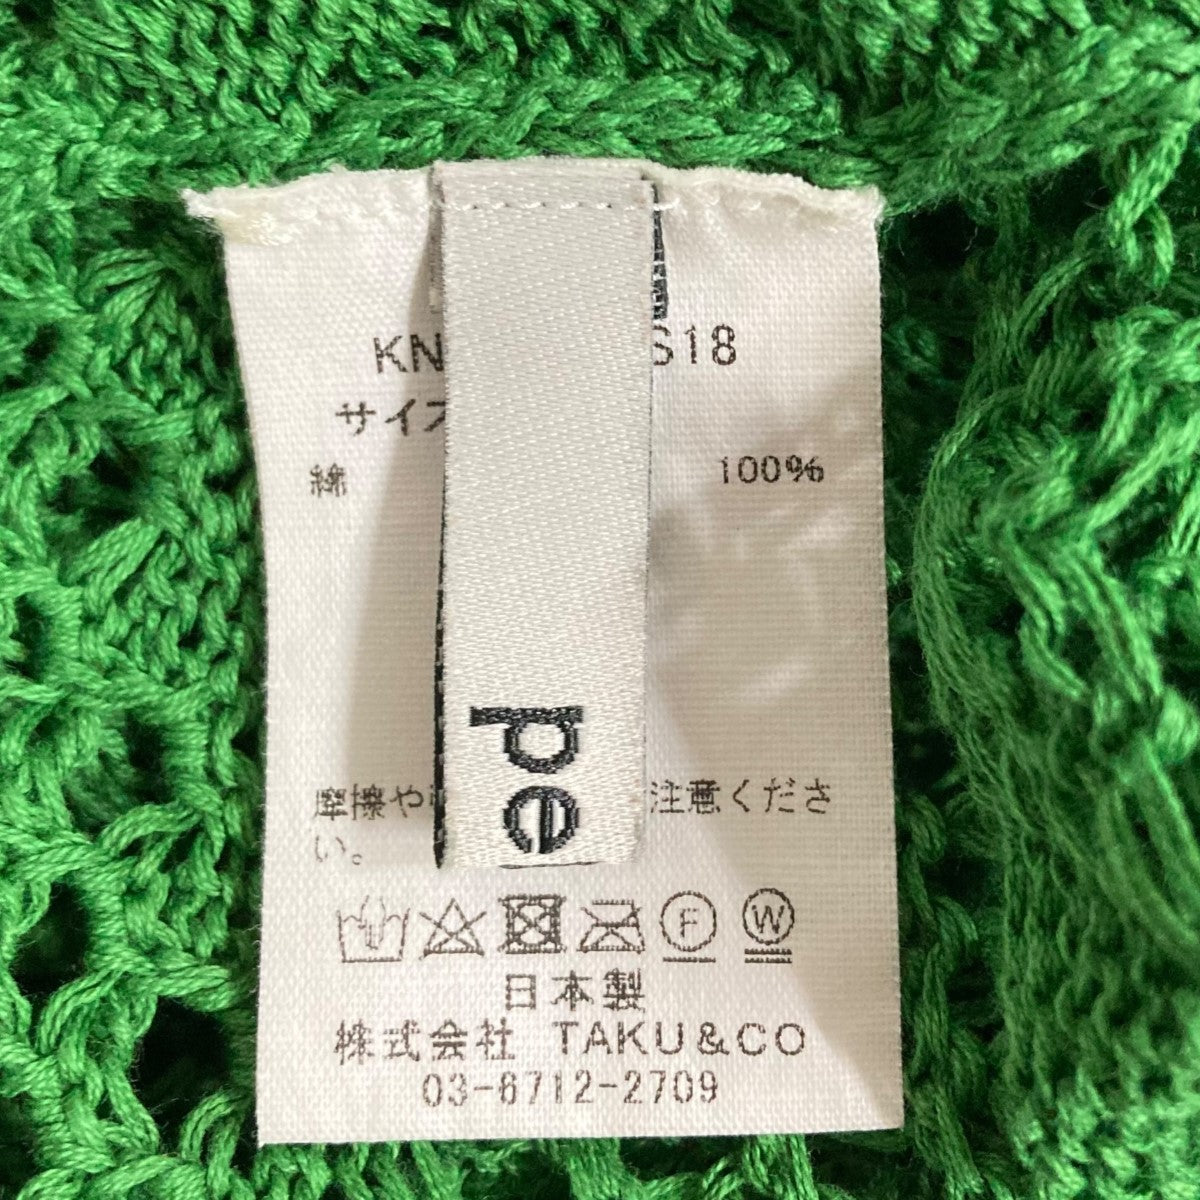 KN S18
サイズ
綿 100%
摩擦や 注意くださ
い。
pe
F W
日本製
株式会社 TAKU&CO
03-6712-2709